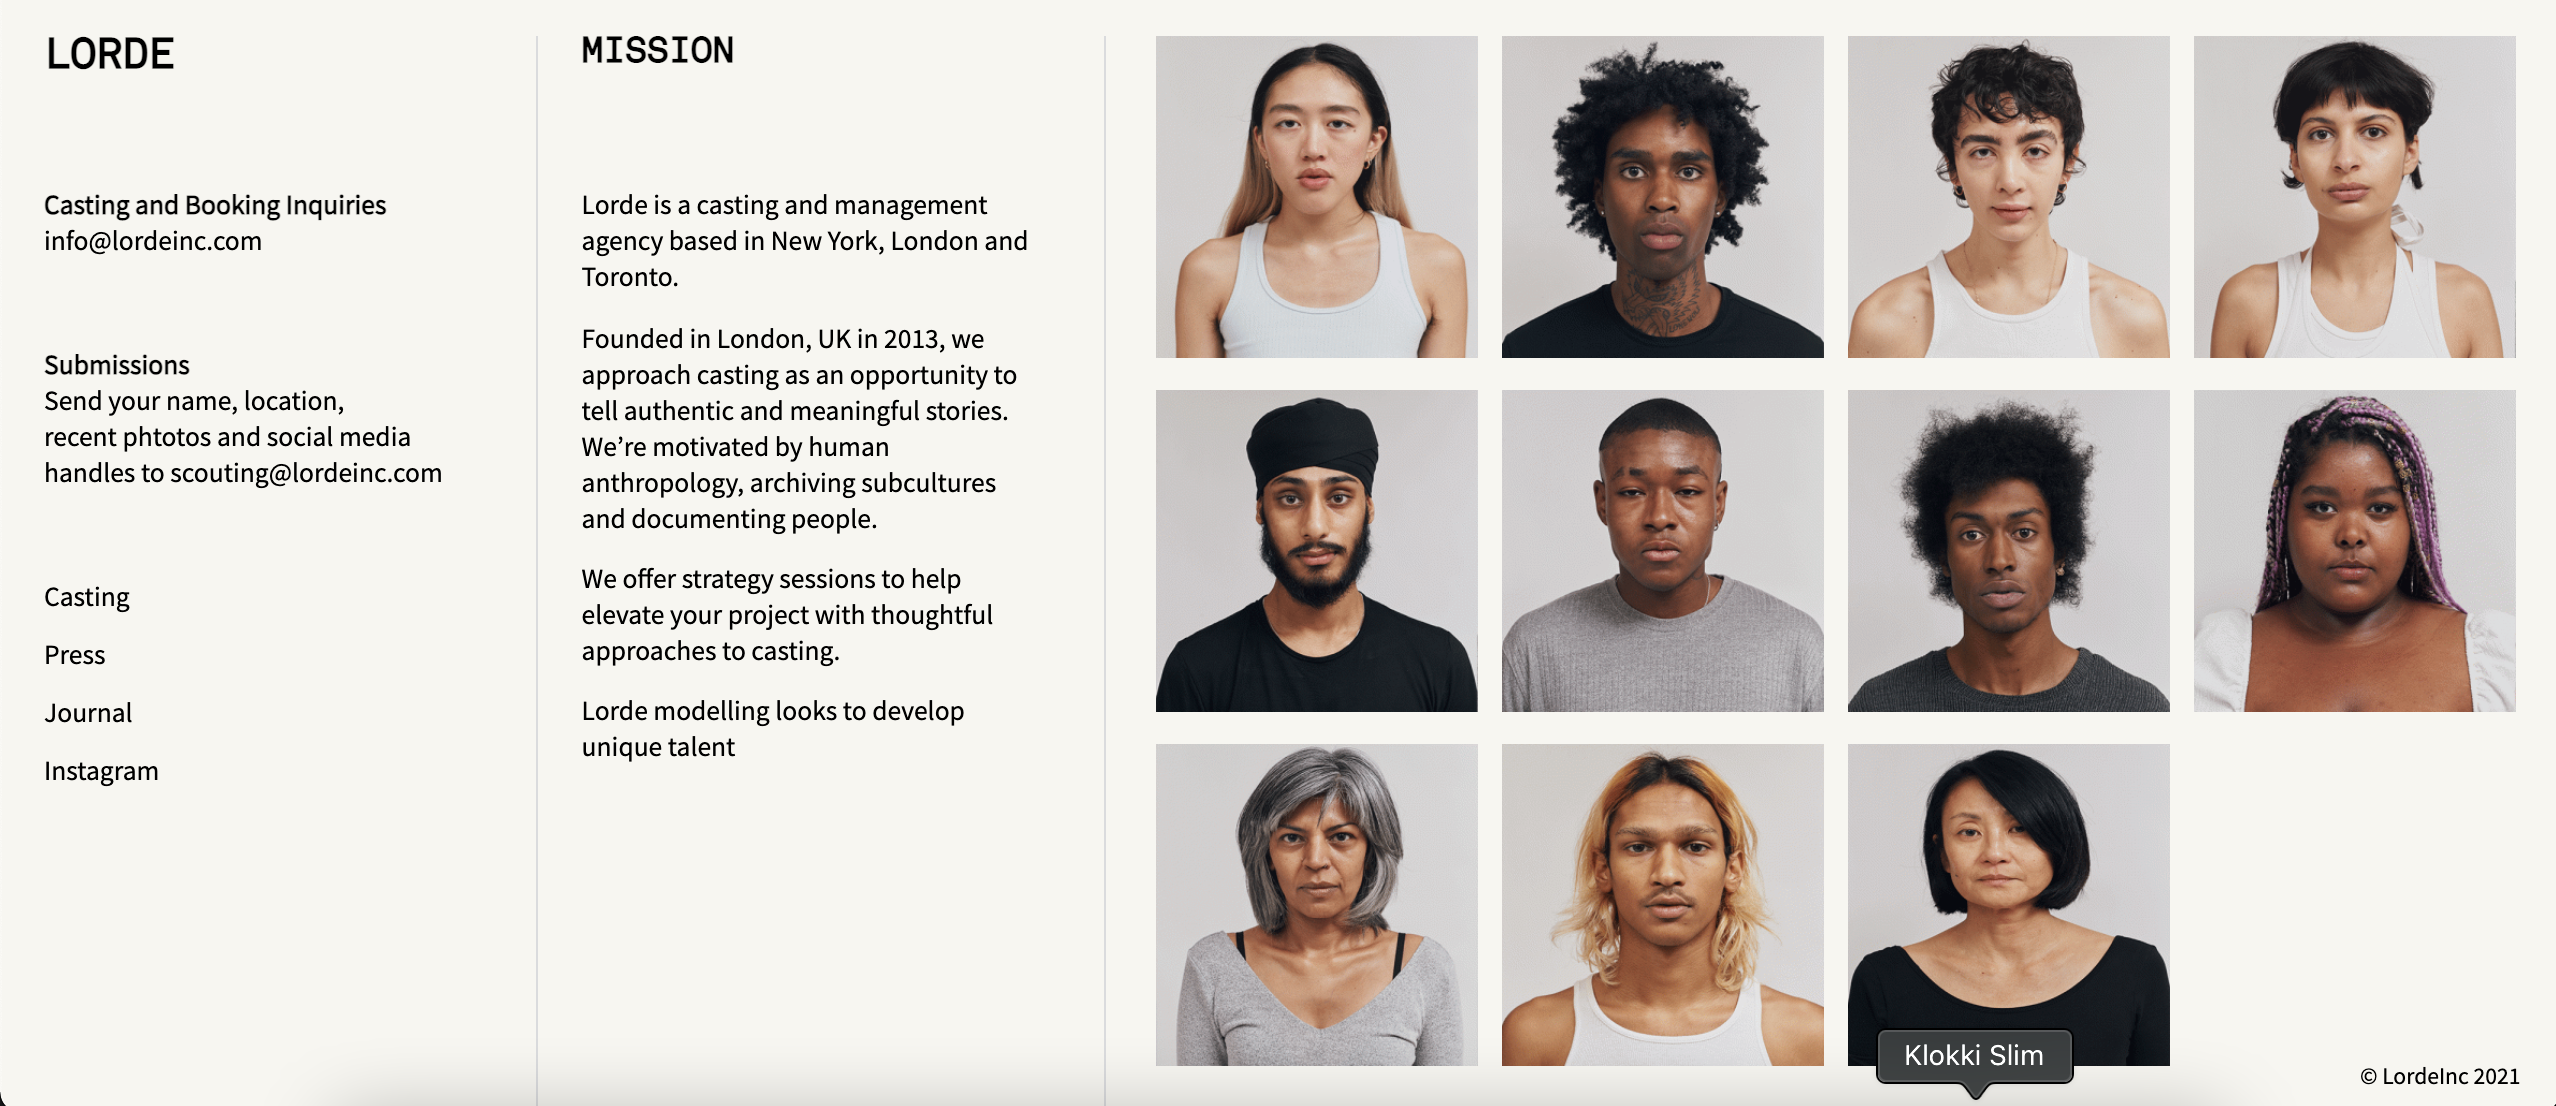 LORDE
Casting and Booking Inquiries
info@lordeinc.com
Submissions
Send your name, location,
recent phtotos and social media
handles to scouting@lordeinc.com
Casting
Press
Journal
Instagram
MISSION
Lorde is a casting and management
agency based in New York, London and
Toronto.
Founded in London, UK in 2013, we
approach casting as an opportunity to
tell authentic and meaningful stories.
We’re motivated by human
anthropology, archiving subcultures
and documenting people.
We offer strategy sessions to help
elevate your project with thoughtful
approaches to casting.
Lorde modelling looks to develop
unique talent
Klokki Slim
© LordeInc 2021